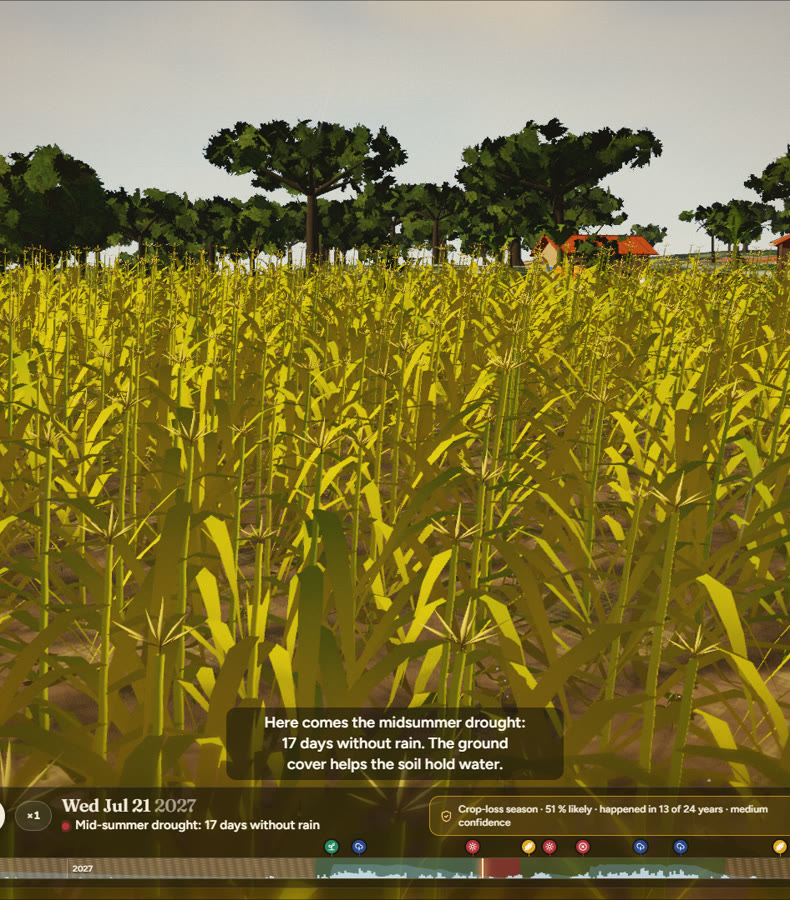 Here comes the midsummer drought:
17 days without rain. The ground
cover helps the soil hold water.
×1
Wed Jul 21 2027
Mid-summer drought: 17 days without rain
Crop-loss season · 51 % likely · happened in 13 of 24 years · medium
confidence
2027